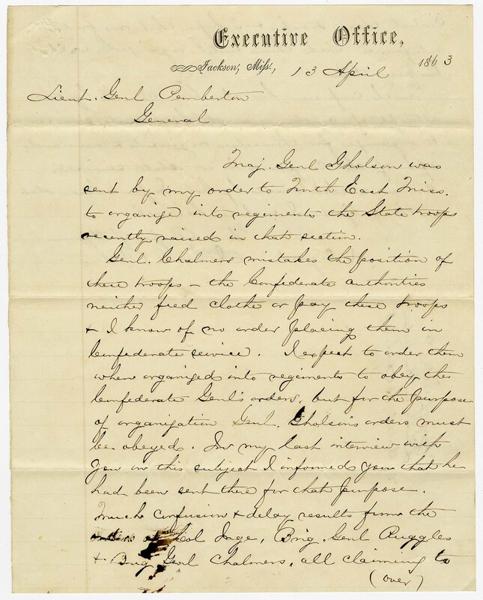 Executive Office,
Jackson, Miss., 13 April 1863
Lieut. Genl Pemberton
General
Maj. Genl Gholson was
sent by my order to North East Miss.
to organize into regiments the State troops
recently raised in that section.
Genl. Chalmers mistakes the position of
these troops – the Confederate authorities
neither feed clothe or pay these troops
& I know of no order placing them in
Confederate service. I expect to order them
when organized into regiments to obey the
Confederate Genl's orders, but for the purpose
of organization Genl. Gholson's orders must
be obeyed. In my last interview with
you on this subject I informed you that he
had been sent there for that purpose.
Much confusion & delay results from the
orders of Col Inge, Brig. Genl Ruggles
& Brig Genl Chalmers, all claiming to
(over)